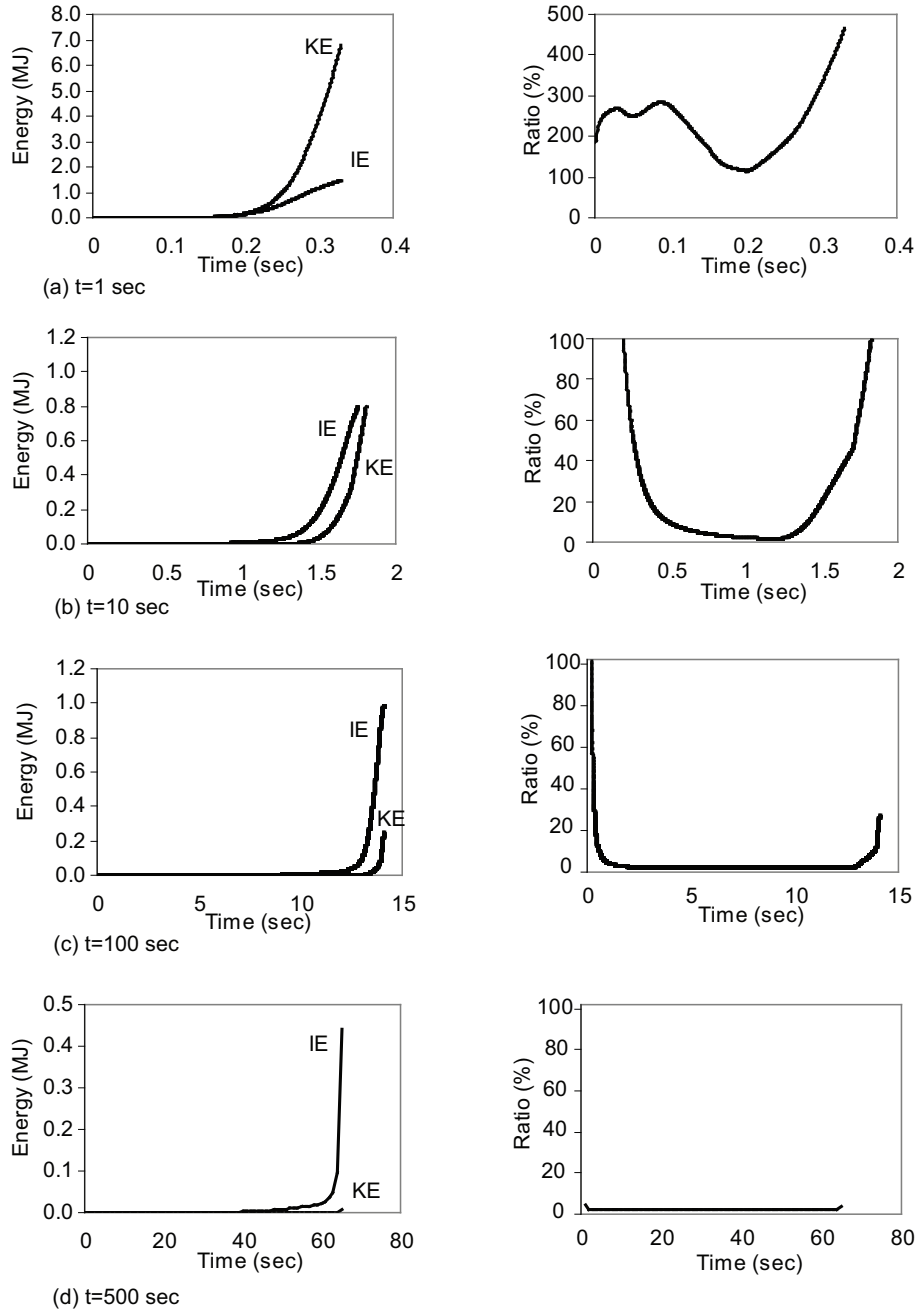 8.0
7.0
6.0
5.0
4.0
3.0
2.0
1.0
0.0
Energy (MJ)
KE
IE
0 0.1 0.2 0.3 0.4
Time (sec)
500
400
300
200
100
0
Ratio (%)
0 0.1 0.2 0.3 0.4
Time (sec)
(a) t=1 sec
1.2
1.0
0.8
0.6
0.4
0.2
0.0
Energy (MJ)
IE
KE
0 0.5 1 1.5 2
Time (sec)
100
80
60
40
20
0
Ratio (%)
0 0.5 1 1.5 2
Time (sec)
(b) t=10 sec
1.2
1.0
0.8
0.6
0.4
0.2
0.0
Energy (MJ)
IE
KE
0 5 10 15
Time (sec)
100
80
60
40
20
0
Ratio (%)
0 5 10 15
Time (sec)
(c) t=100 sec
0.5
0.4
0.3
0.2
0.1
0.0
Energy (MJ)
IE
KE
0 20 40 60 80
Time (sec)
100
80
60
40
20
0
Ratio (%)
0 20 40 60 80
Time (sec)
(d) t=500 sec